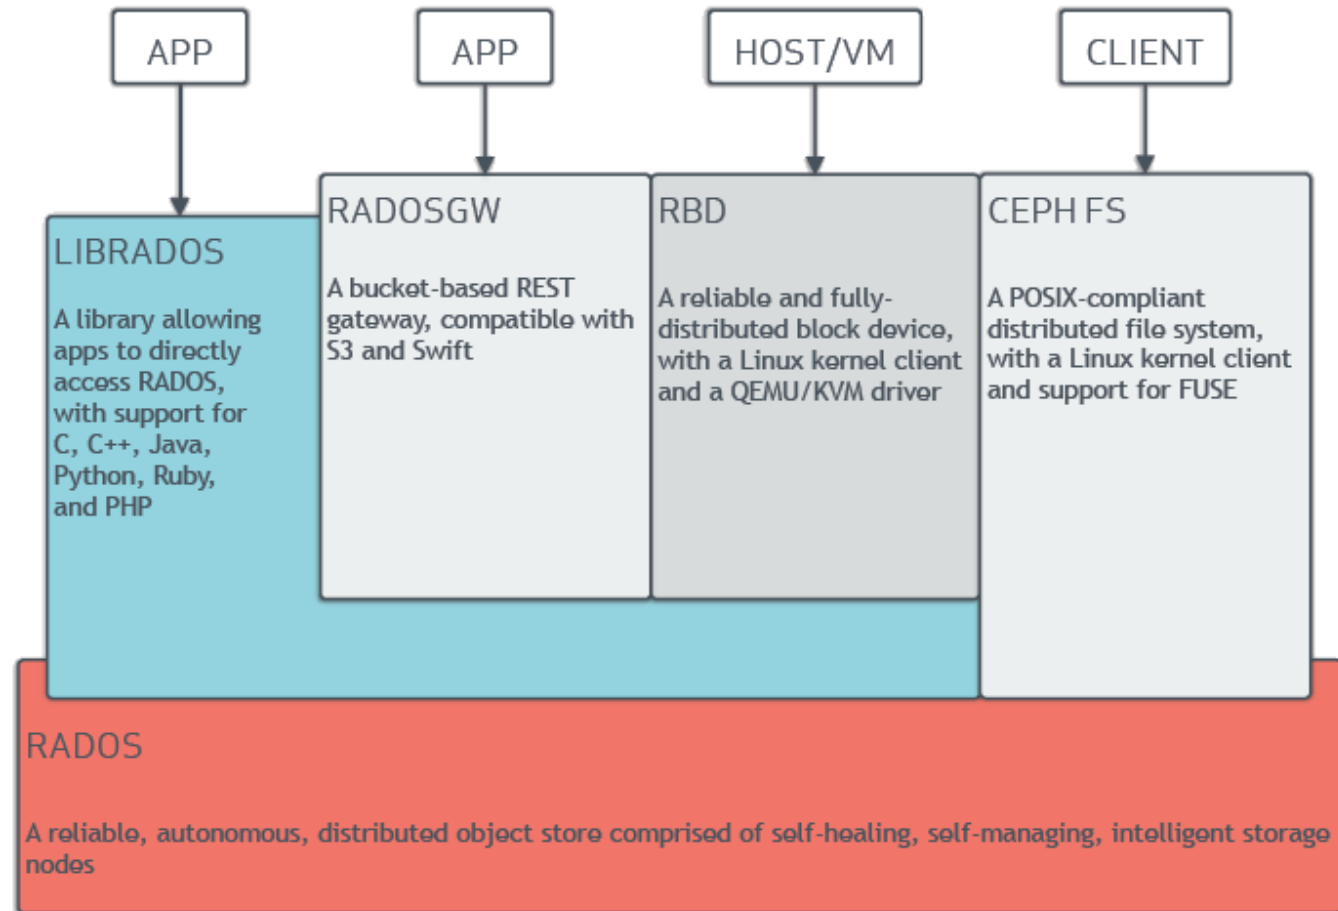 APP
APP
HOST/VM
CLIENT
LIBRADOS
A library allowing
apps to directly
access RADOS,
with support for
C, C++, Java,
Python, Ruby,
and PHP
RADOSGW
A bucket-based REST
gateway, compatible with
S3 and Swift
RBD
A reliable and fully-
distributed block device,
with a Linux kernel client
and a QEMU/KVM driver
CEPH FS
A POSIX-compliant
distributed file system,
with a Linux kernel client
and support for FUSE
RADOS
A reliable, autonomous, distributed object store comprised of self-healing, self-managing, intelligent storage
nodes